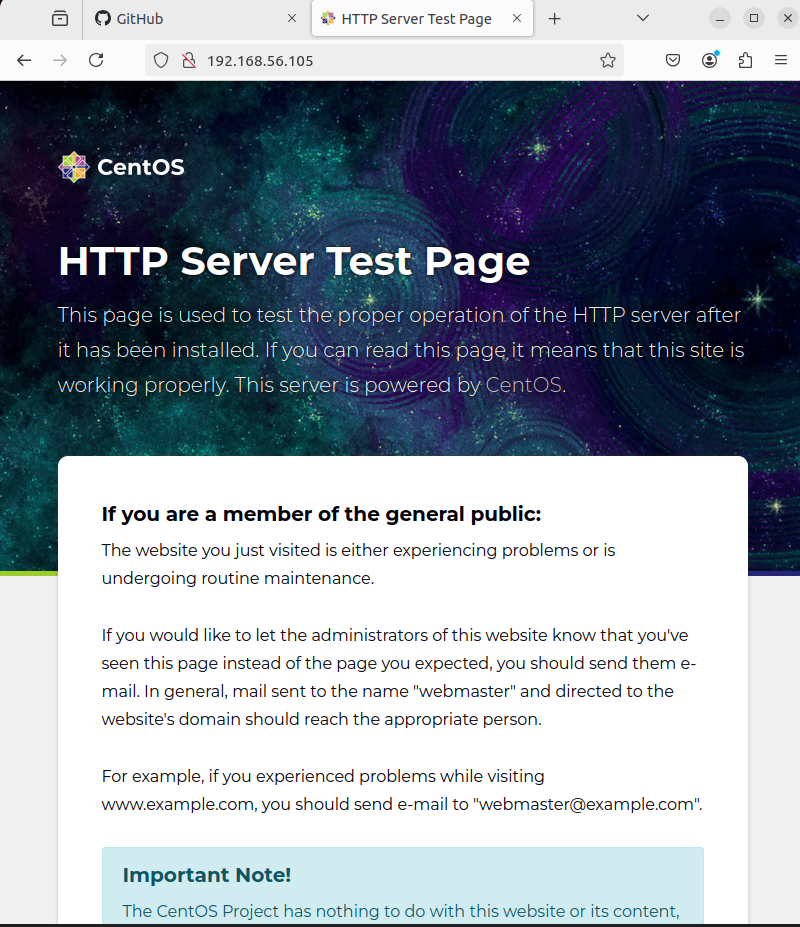 GitHub
HTTP Server Test Page
192.168.56.105
CentOS
HTTP Server Test Page
This page is used to test the proper operation of the HTTP server after
it has been installed. If you can read this page it means that this site is
working properly. This server is powered by CentOS.
If you are a member of the general public:
The website you just visited is either experiencing problems or is
undergoing routine maintenance.
If you would like to let the administrators of this website know that you've
seen this page instead of the page you expected, you should send them e-
mail. In general, mail sent to the name "webmaster" and directed to the
website's domain should reach the appropriate person.
For example, if you experienced problems while visiting
www.example.com, you should send e-mail to "webmaster@example.com".
Important Note!
The CentOS Project has nothing to do with this website or its content,